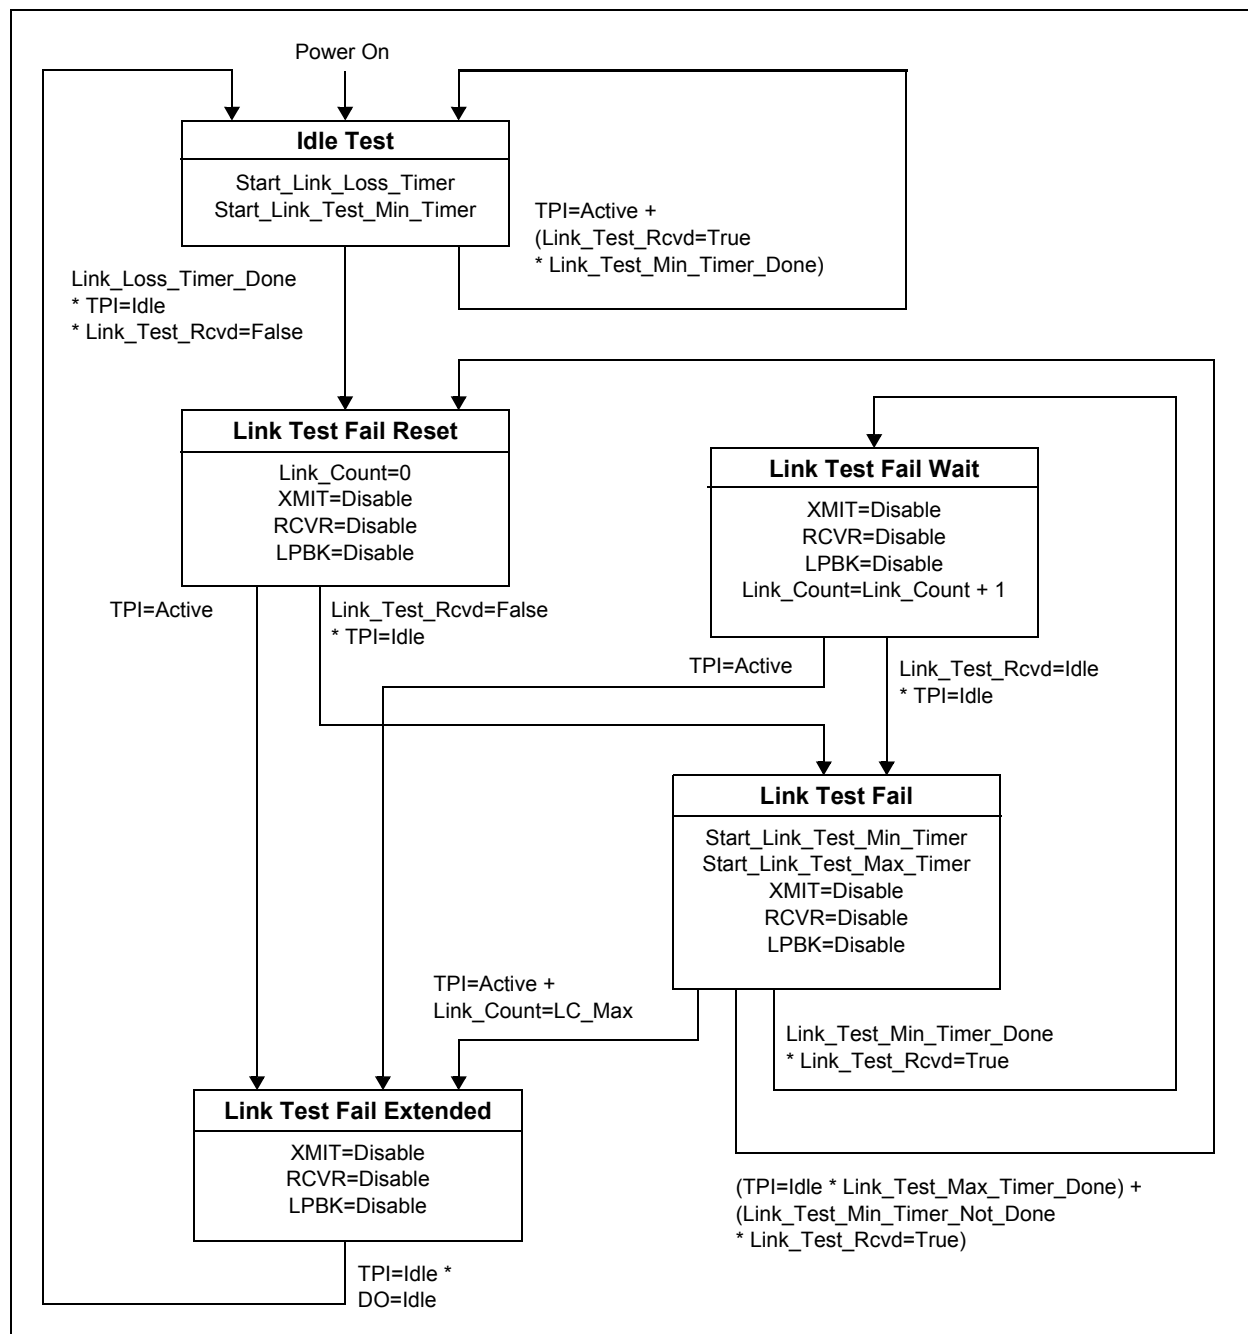 Power On
Idle Test
Start_Link_Loss_Timer
Start_Link_Test_Min_Timer
TPI=Active +
(Link_Test_Rcvd=True
* Link_Test_Min_Timer_Done)
Link_Loss_Timer_Done
* TPI=Idle
* Link_Test_Rcvd=False
Link Test Fail Reset
Link_Count=0
XMIT=Disable
RCVR=Disable
LPBK=Disable
Link Test Fail Wait
XMIT=Disable
RCVR=Disable
LPBK=Disable
Link_Count=Link_Count + 1
TPI=Active
Link_Test_Rcvd=False
* TPI=Idle
TPI=Active
Link_Test_Rcvd=Idle
* TPI=Idle
Link Test Fail
Start_Link_Test_Min_Timer
Start_Link_Test_Max_Timer
XMIT=Disable
RCVR=Disable
LPBK=Disable
TPI=Active +
Link_Count=LC_Max
Link_Test_Min_Timer_Done
* Link_Test_Rcvd=True
Link Test Fail Extended
XMIT=Disable
RCVR=Disable
LPBK=Disable
(TPI=Idle * Link_Test_Max_Timer_Done) +
(Link_Test_Min_Timer_Not_Done
* Link_Test_Rcvd=True)
TPI=Idle *
DO=Idle